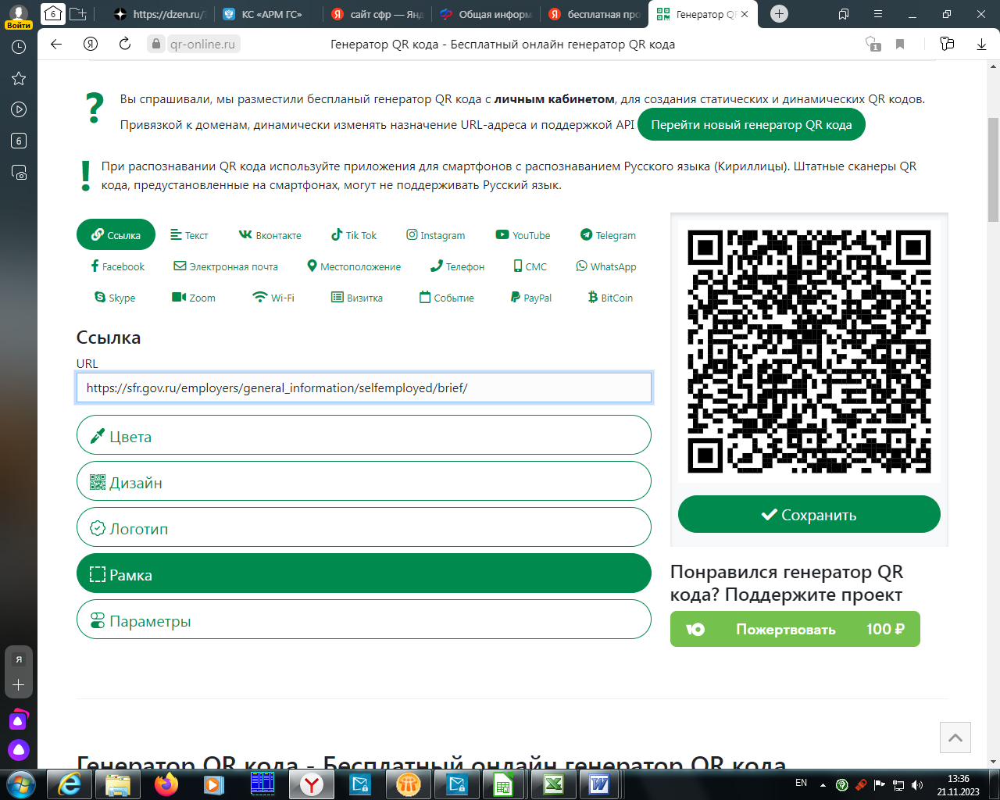 Войти
https://dzen.ru/
КС «АРМ ГС»
сайт сфр — Янд
Общая информ
бесплатная про
Генератор QR
qr-online.ru
Генератор QR кода - Бесплатный онлайн генератор QR кода
1
6
Вы спрашивали, мы разместили беспланый генератор QR кода с личным кабинетом, для создания статических и динамических QR кодов.
Привязкой к доменам, динамически изменять назначение URL-адреса и поддержкой API Перейти новый генератор QR кода
При распознавании QR кода используйте приложения для смартфонов с распознаванием Русского языка (Кириллицы). Штатные сканеры QR
кода, предустановленные на смартфонах, могут не поддерживать Русский язык.
Ссылка Текст Вконтакте Tik Tok Instagram YouTube Telegram
Facebook Электронная почта Местоположение Телефон СМС WhatsApp
Skype Zoom Wi-Fi Визитка Событие PayPal BitCoin
Ссылка
URL
https://sfr.gov.ru/employers/general_information/selfemployed/brief/
Цвета
Дизайн
Логотип
Рамка
Параметры
Сохранить
Понравился генератор QR
кода? Поддержите проект
Пожертвовать 100 ₽
Генератор QR кода - Бесплатный онлайн генератор QR кода
EN
13:36
21.11.2023